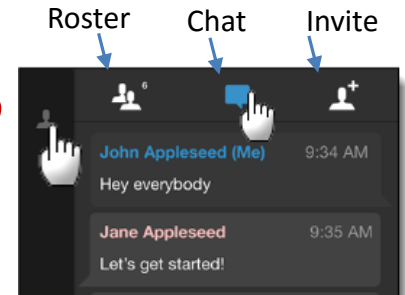 Roster Chat Invite
6
John Appleseed (Me) 9:34 AM
Hey everybody
Jane Appleseed 9:35 AM
Let's get started!